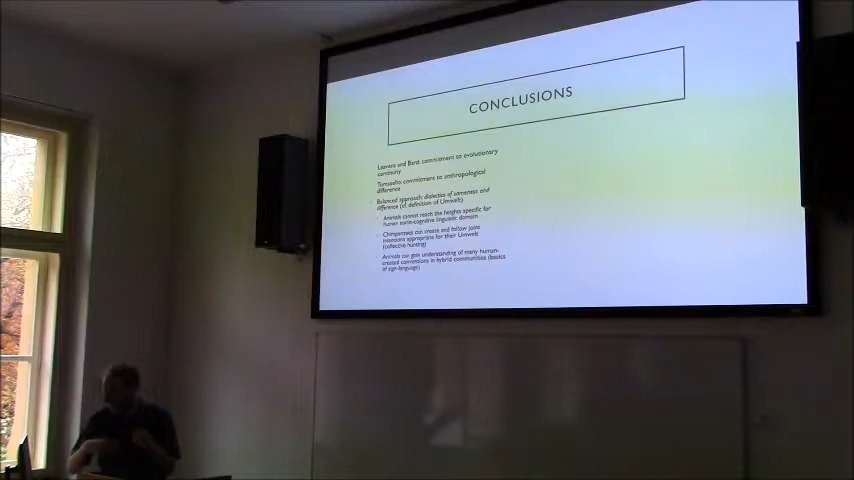 CONCLUSIONS
Leavens and Bard: commitment to evolutionary
continuity
Tomasello: commitment to anthropological
difference
Balanced approach: dialectics of sameness and
difference (cf. definition of Umwelt)
Animals cannot reach the heights specific for
human socio-cognitive linguistic domain
Chimpanzees can create and follow joint
intentions appropriate for their Umwelt
(collective hunting)
Animals can gain understanding of many human-
created conventions in hybrid communities (basics
of sign-language)